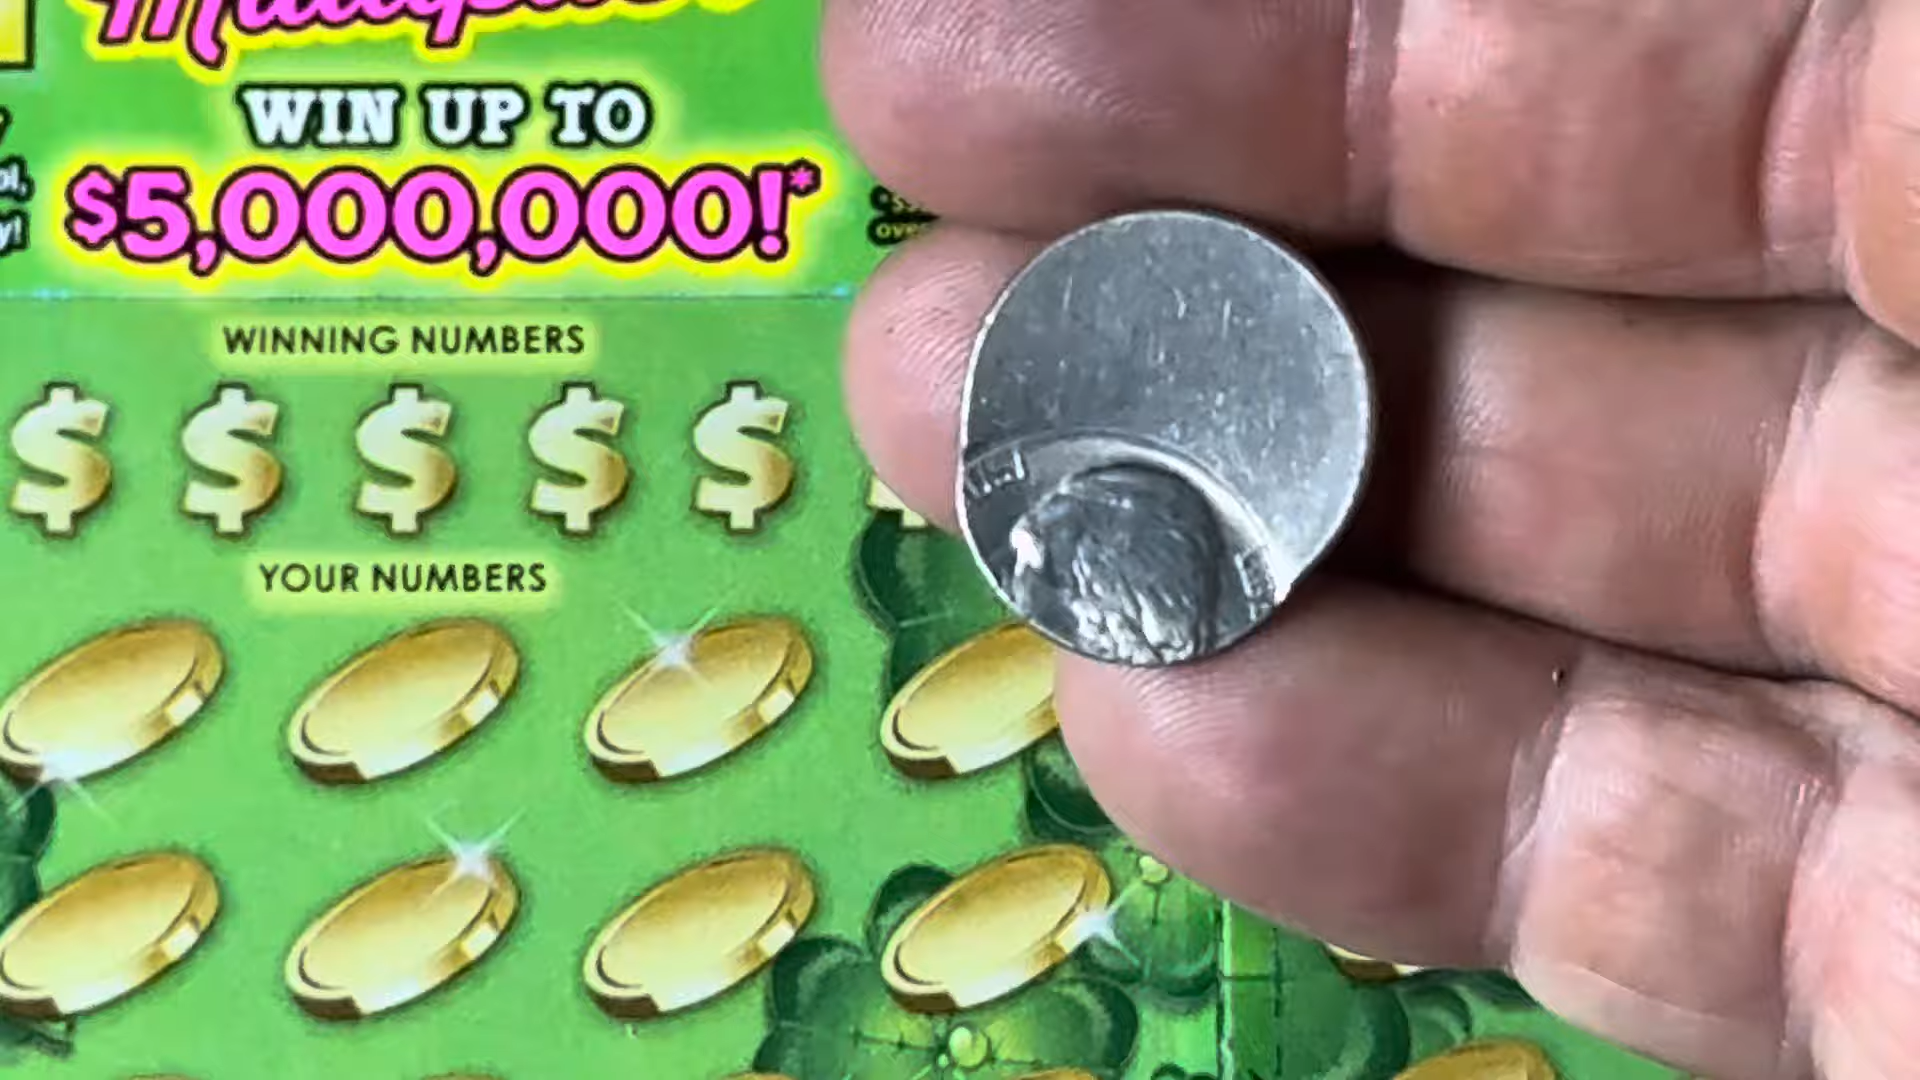 WIN UP TO
$5,000,000!*
WINNING NUMBERS
$ $ $ $ $
YOUR NUMBERS